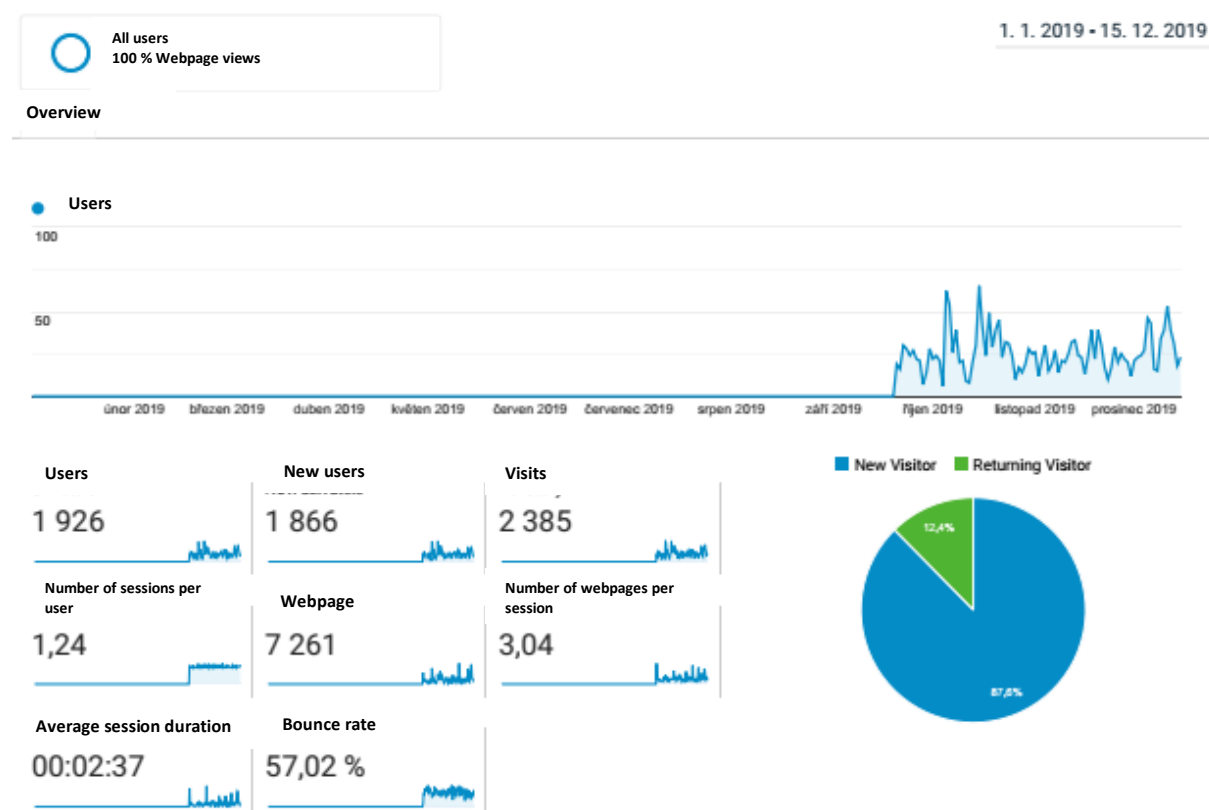 All users
100 % Webpage views
1. 1. 2019 - 15. 12. 2019
Overview
Users
100
50
únor 2019 březen 2019 duben 2019 květen 2019 červen 2019 červenec 2019 srpen 2019 září 2019 říjen 2019 listopad 2019 prosinec 2019
Users New users Visits
1 926 1 866 2 385
Number of sessions per user
Webpage
Number of webpages per session
1,24 7 261 3,04
Average session duration Bounce rate
00:02:37 57,02 %
New Visitor Returning Visitor
12,4%
87,6%